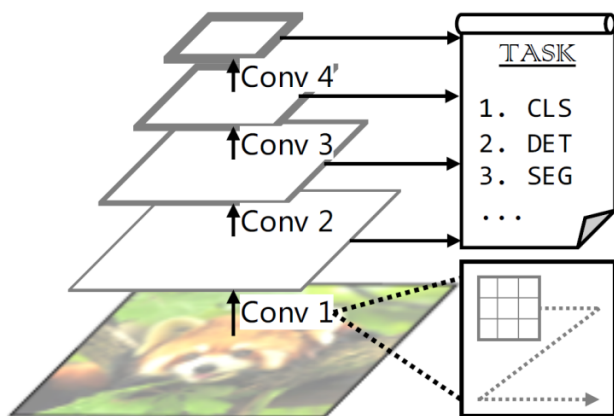 TASK
1. CLS
2. DET
3. SEG
...
Conv 4
Conv 3
Conv 2
Conv 1